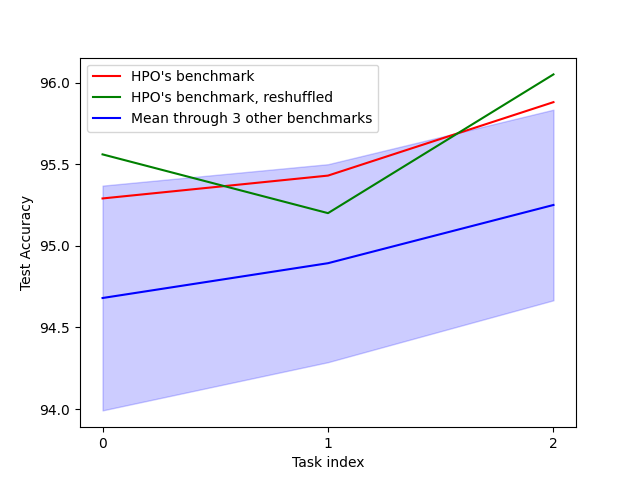 HPO's benchmark
HPO's benchmark, reshuffled
Mean through 3 other benchmarks
96.0
95.5
95.0
94.5
94.0
Test Accuracy
0
1
2
Task index